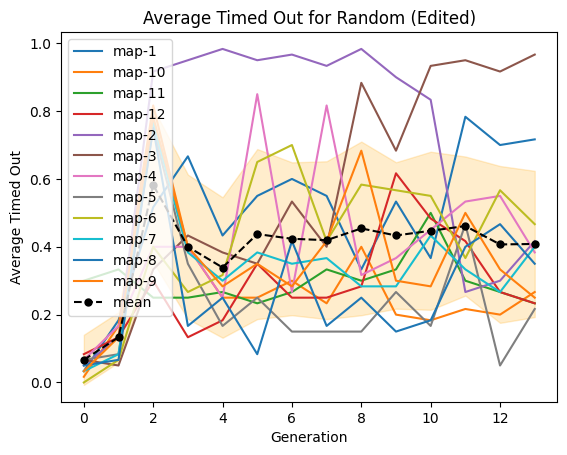 Average Timed Out for Random (Edited)
Average Timed Out
1.0
0.8
0.6
0.4
0.2
0.0
map-1
map-10
map-11
map-12
map-2
map-3
map-4
map-5
map-6
map-7
map-8
map-9
mean
0 2 4 6 8 10 12
Generation